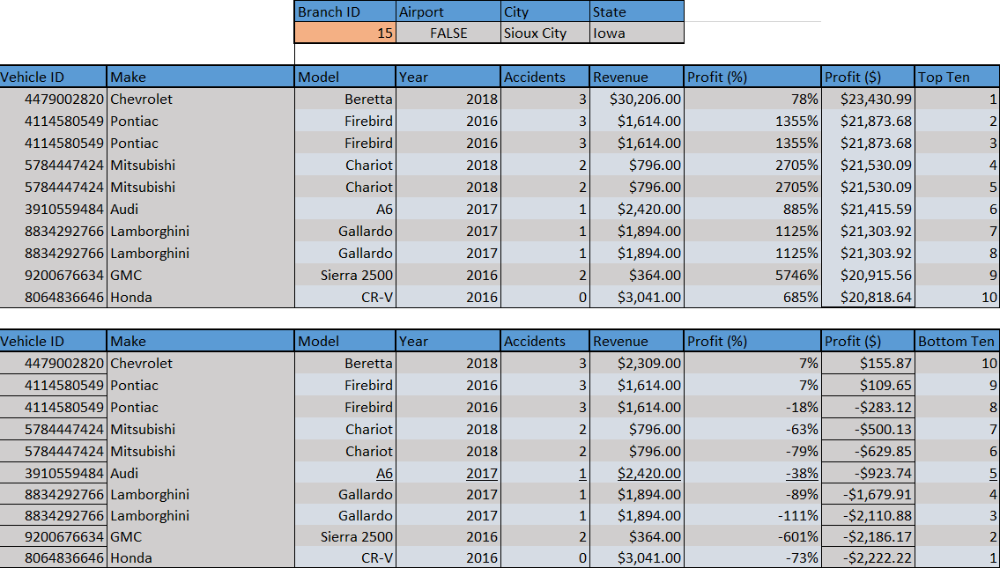 Branch ID Airport City State
15 FALSE Sioux City Iowa
Vehicle ID Make Model Year Accidents Revenue Profit (%) Profit ($) Top Ten
4479002820 Chevrolet Beretta 2018 3 $30,206.00 78% $23,430.99 1
4114580549 Pontiac Firebird 2016 3 $1,614.00 1355% $21,873.68 2
4114580549 Pontiac Firebird 2016 3 $1,614.00 1355% $21,873.68 3
5784447424 Mitsubishi Chariot 2018 2 $796.00 2705% $21,530.09 4
5784447424 Mitsubishi Chariot 2018 2 $796.00 2705% $21,530.09 5
3910559484 Audi A6 2017 1 $2,420.00 885% $21,415.59 6
8834292766 Lamborghini Gallardo 2017 1 $1,894.00 1125% $21,303.92 7
8834292766 Lamborghini Gallardo 2017 1 $1,894.00 1125% $21,303.92 8
9200676634 GMC Sierra 2500 2016 2 $364.00 5746% $20,915.56 9
8064836646 Honda CR-V 2016 0 $3,041.00 685% $20,818.64 10
Vehicle ID Make Model Year Accidents Revenue Profit (%) Profit ($) Bottom Ten
4479002820 Chevrolet Beretta 2018 3 $2,309.00 7% $155.87 10
4114580549 Pontiac Firebird 2016 3 $1,614.00 7% $109.65 9
4114580549 Pontiac Firebird 2016 3 $1,614.00 -18% -$283.12 8
5784447424 Mitsubishi Chariot 2018 2 $796.00 -63% -$500.13 7
5784447424 Mitsubishi Chariot 2018 2 $796.00 -79% -$629.85 6
3910559484 Audi A6 2017 1 $2,420.00 -38% -$923.74 5
8834292766 Lamborghini Gallardo 2017 1 $1,894.00 -89% -$1,679.91 4
8834292766 Lamborghini Gallardo 2017 1 $1,894.00 -111% -$2,110.88 3
9200676634 GMC Sierra 2500 2016 2 $364.00 -601% -$2,186.17 2
8064836646 Honda CR-V 2016 0 $3,041.00 -73% -$2,222.22 1